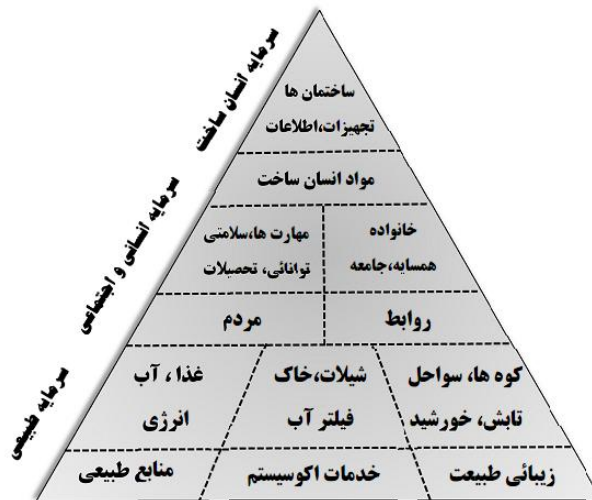 سرمایه انسان ساخت
ساختمان ها
تجهیزات،اطلاعات
مواد انسان ساخت
سرمایه انسانی و اجتماعی
خانواده
همسایه،جامعه
مهارت ها،سلامتی
توانائی، تحصیلات
روابط
مردم
سرمایه طبیعی
کوه ها، سواحل
تابش، خورشید
شیلات،خاک
فیلتر آب
غذا ، آب
انرژی
زیبائی طبیعت
خدمات اکوسیستم
منابع طبیعی